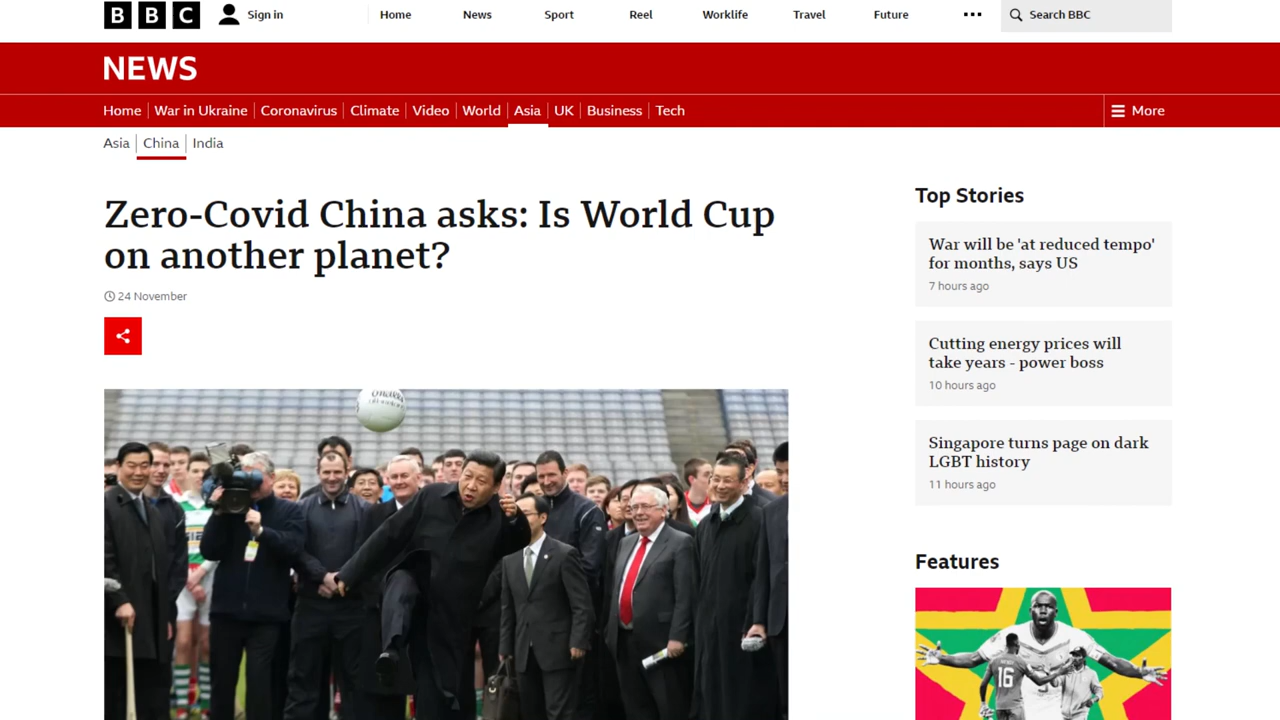 BBC
Sign in
Home
News
Sport
Reel
Worklife
Travel
Future
Search BBC
NEWS
Home
War in Ukraine
Coronavirus
Climate
Video
World
Asia
UK
Business
Tech
More
Asia
China
India
Zero-Covid China asks: Is World Cup
on another planet?
24 November
Top Stories
War will be 'at reduced tempo'
for months, says US
7 hours ago
Cutting energy prices will
take years - power boss
10 hours ago
Singapore turns page on dark
LGBT history
11 hours ago
Features
16